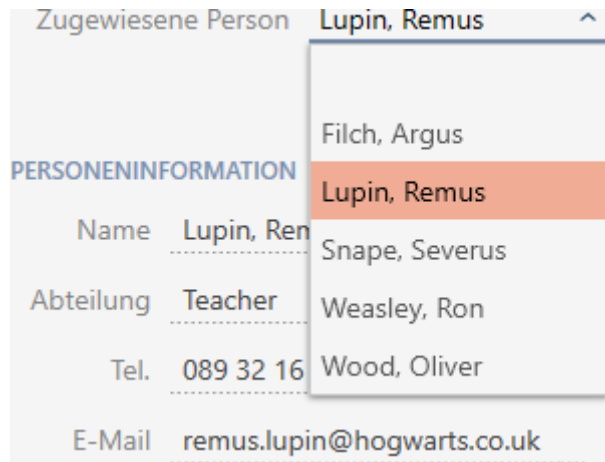 Zugewiesene Person Lupin, Remus
Filch, Argus
PERSONENINFORMATION
Lupin, Remus
Name Lupin,
Snape, Severus
Abteilung Teacher
Weasley, Ron
Tel. 089 32 16
Wood, Oliver
E-Mail remus.lupin@hogwarts.co.uk